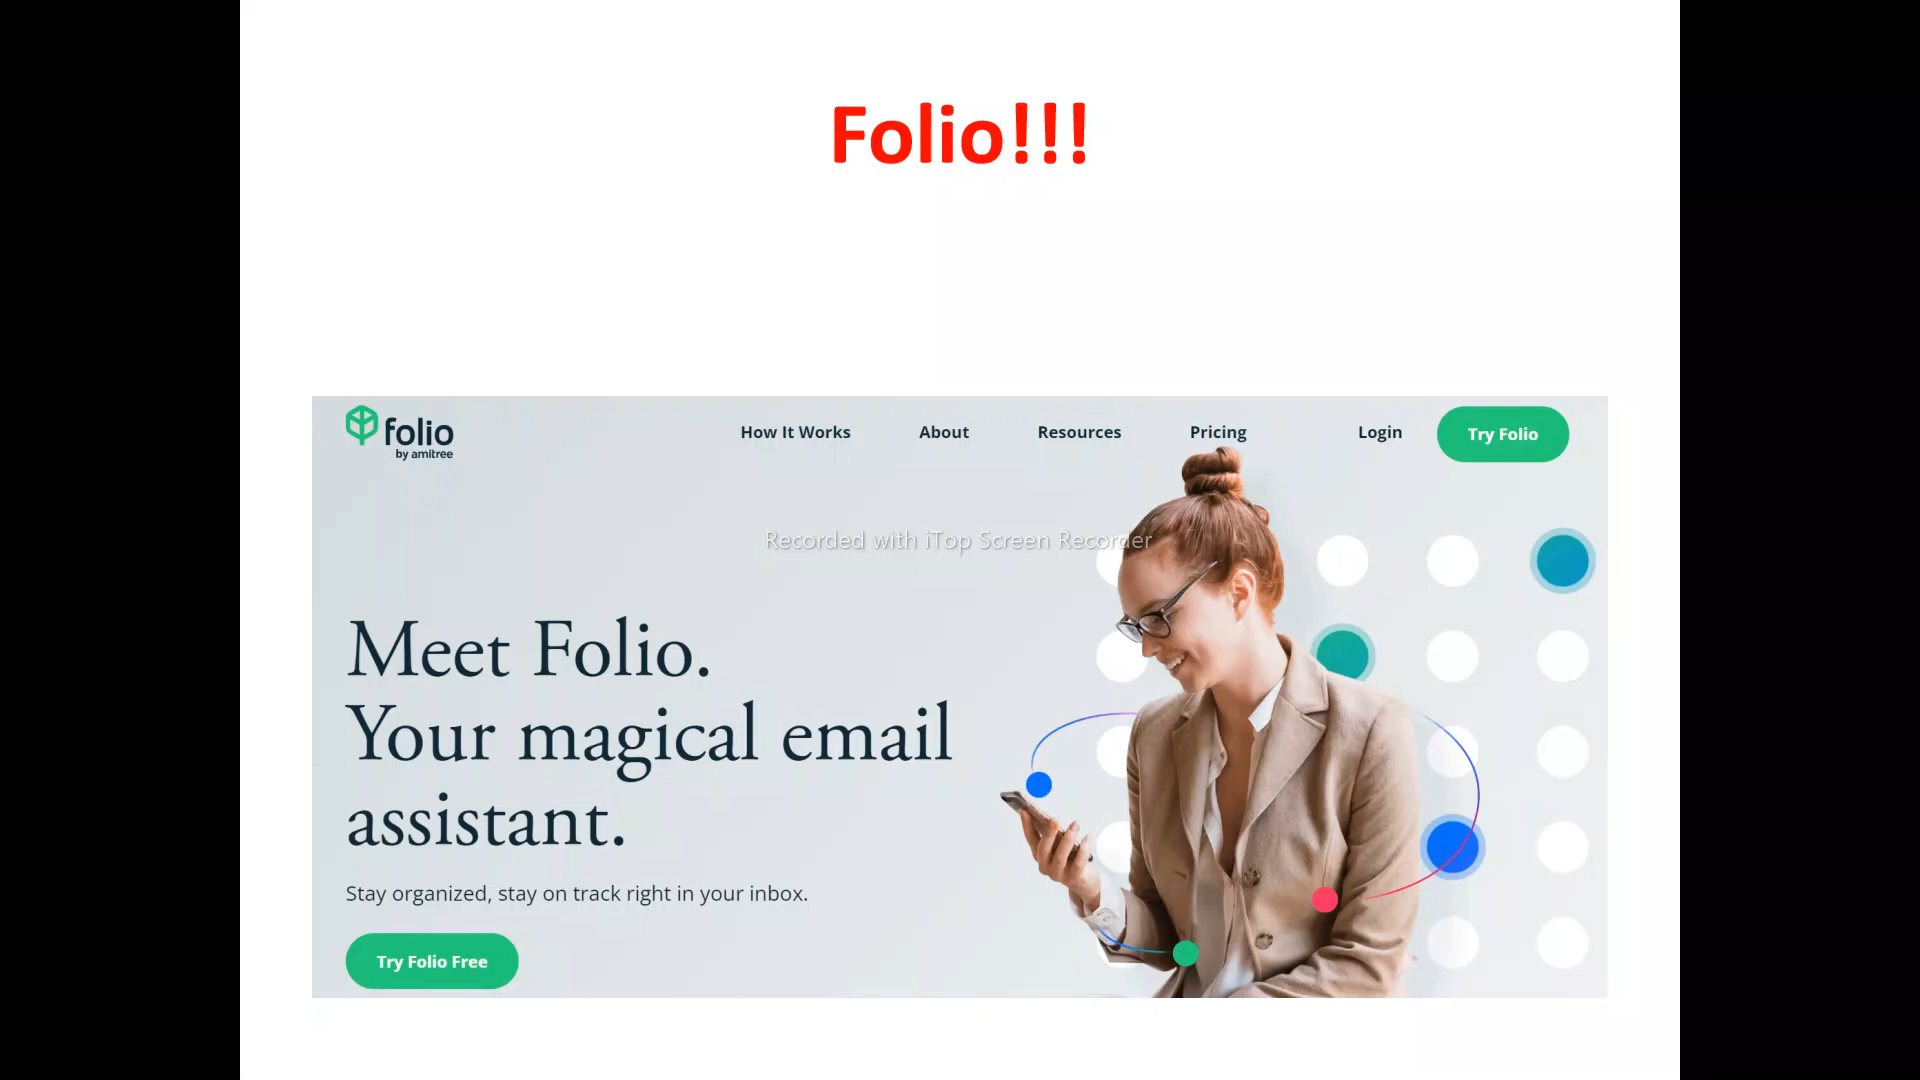 Folio!!!
folio
by amitree
How It Works
About
Resources
Pricing
Login
Try Folio
Recorded with iTop Screen Recorder
Meet Folio.
Your magical email
assistant.
Stay organized, stay on track right in your inbox.
Try Folio Free